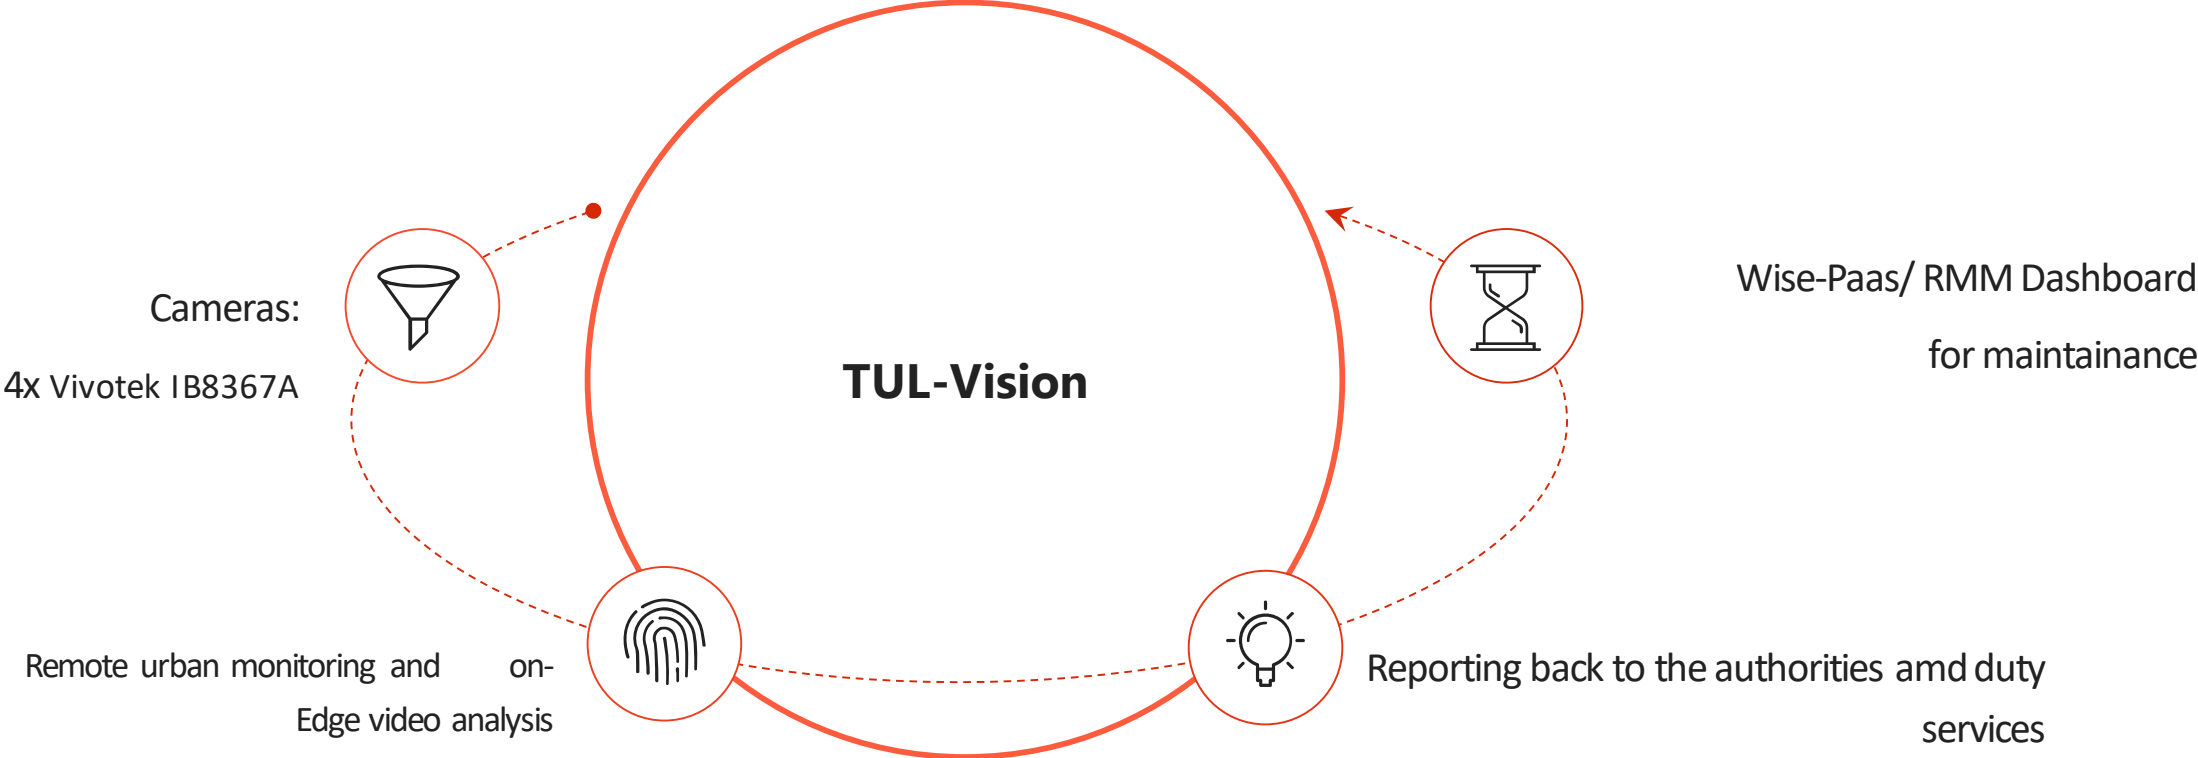 Cameras:
4x Vivotek IB8367A
TUL-Vision
Wise-Paas/ RMM Dashboard
for maintainance
Remote urban monitoring and on-
Edge video analysis
Reporting back to the authorities amd duty
services